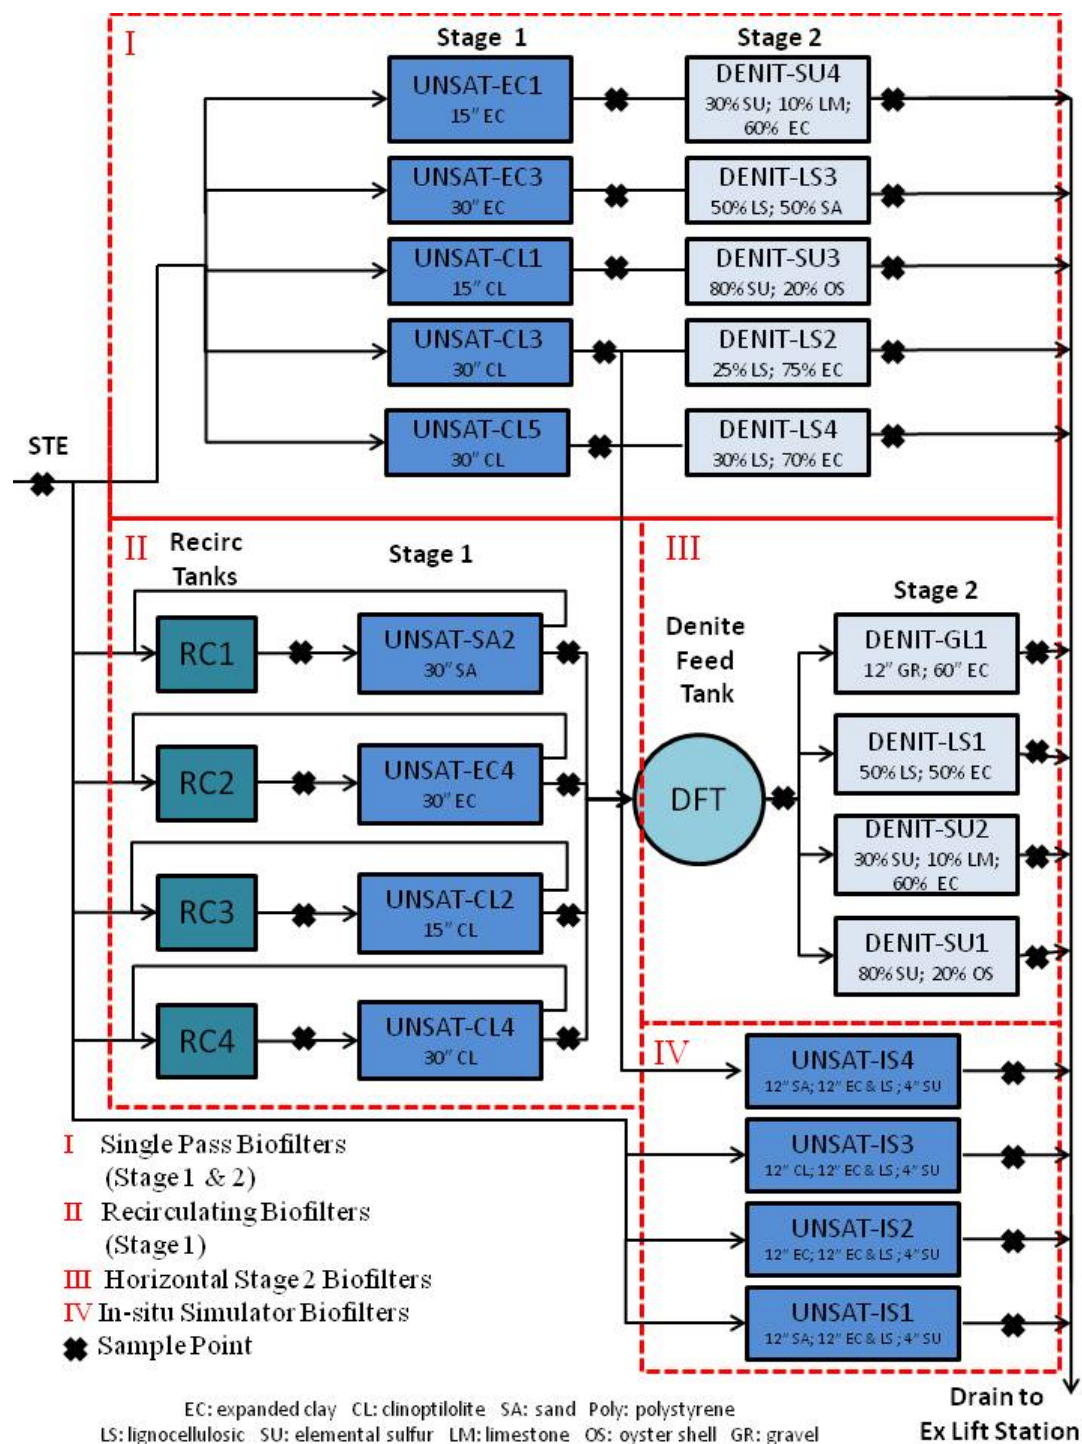 I
Stage 1
Stage 2
UNSAT-EC1
15" EC
DENIT-SU4
30% SU; 10% LM;
60% EC
UNSAT-EC3
30" EC
DENIT-LS3
50% LS; 50% SA
UNSAT-CL1
15" CL
DENIT-SU3
80% SU; 20% OS
UNSAT-CL3
30" CL
DENIT-LS2
25% LS; 75% EC
UNSAT-CL5
30" CL
DENIT-LS4
30% LS; 70% EC
STE
II
Recirc
Tanks
Stage 1
RC1
UNSAT-SA2
30" SA
RC2
UNSAT-EC4
30" EC
RC3
UNSAT-CL2
15" CL
RC4
UNSAT-CL4
30" CL
III
Stage 2
Denite
Feed
Tank
DFT
DENIT-GL1
12" GR; 60" EC
DENIT-LS1
50% LS; 50% EC
DENIT-SU2
30% SU; 10% LM;
60% EC
DENIT-SU1
80% SU; 20% OS
IV
UNSAT-IS4
12" SA; 12" EC & LS; 4" SU
UNSAT-IS3
12" CL; 12" EC & LS; 4" SU
UNSAT-IS2
12" EC; 12" EC & LS; 4" SU
UNSAT-IS1
12" SA; 12" EC & LS; 4" SU
I Single Pass Biofilters
(Stage 1 & 2)
II Recirculating Biofilters
(Stage 1)
III Horizontal Stage 2 Biofilters
IV In-situ Simulator Biofilters
Sample Point
Drain to
Ex Lift Station
EC: expanded clay CL: clinoptilolite SA: sand Poly: polystyrene
LS: lignocellulosic SU: elemental sulfur LM: limestone OS: oyster shell GR: gravel